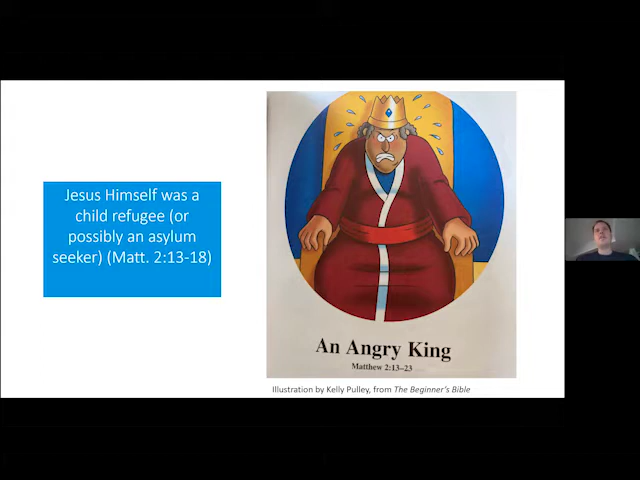 Jesus Himself was a
child refugee (or
possibly an asylum
seeker) (Matt. 2:13-18)
An Angry King
Matthew 2:13–23
Illustration by Kelly Pulley, from The Beginner's Bible